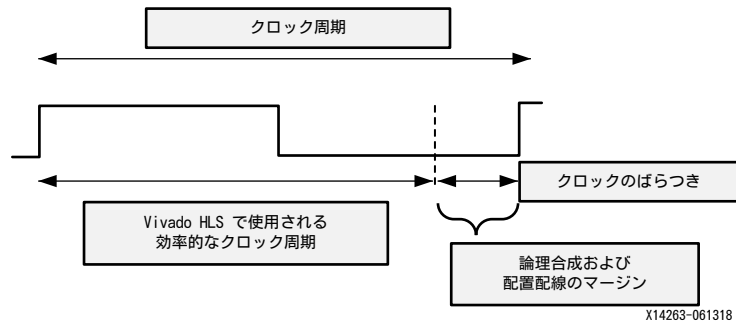 クロック周期
クロックのばらつき
Vivado HLS で使用される
効率的なクロック周期
論理合成および
配置配線のマージン
X14263-061318